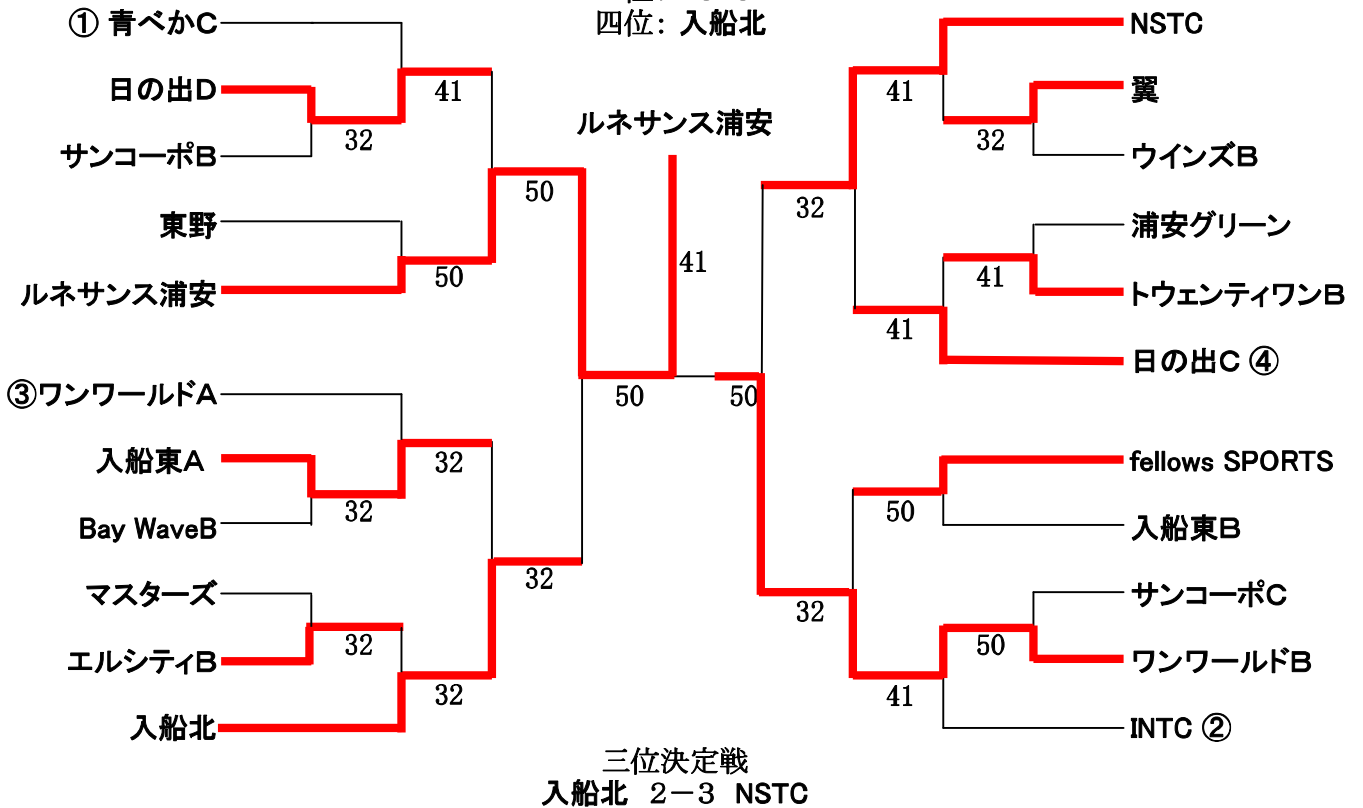 四位: 入船北
① 青べかC
日の出D
サンコーポB
東野
ルネサンス浦安
③ワンワールドA
入船東A
Bay WaveB
マスターズ
エルシティB
入船北
41
32
50
50
32
32
32
32
32
50
ルネサンス浦安
41
50
32
41
32
41
41
50
32
50
41
NSTC
翼
ウインズB
浦安グリーン
トウェンティワンB
日の出C ④
fellows SPORTS
入船東B
サンコーポC
ワンワールドB
INTC ②
三位決定戦
入船北 2－3 NSTC